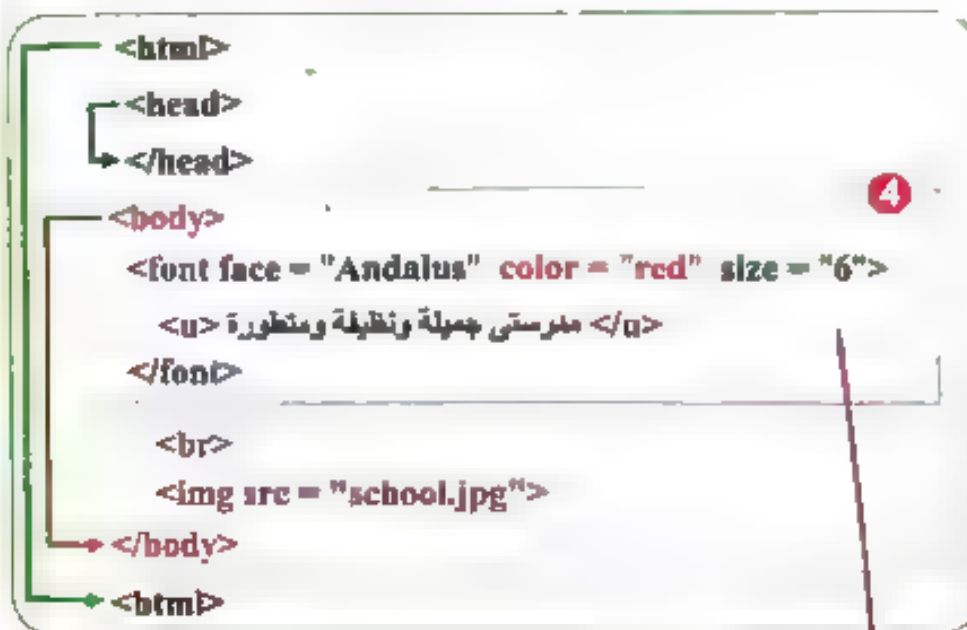 <html>
<head>
</head>
4
<body>
<font face = "Andalus" color = "red" size = "6">
<u> مدرستى جميلة ونظيفة ومتطورة </u>
</font>
<br>
<img src = "school.jpg">
</body>
<html>